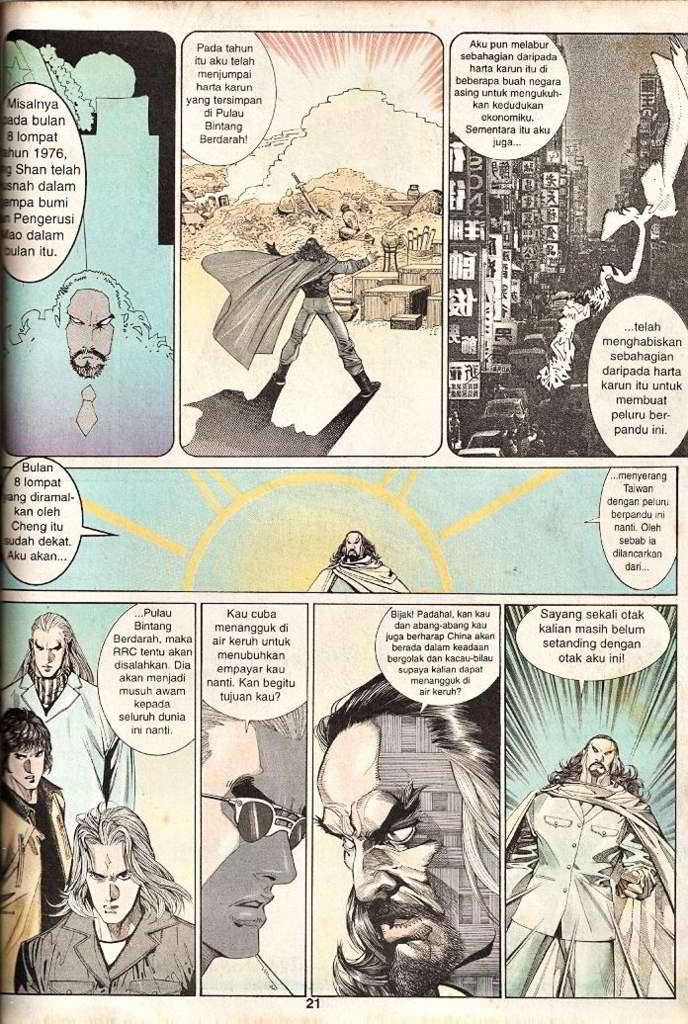 Misalnya
pada bulan
8 lompat
tahun 1976,
Shan telah
dalam
bumi
Pengerusi
Mao dalam
bulan itu.
Pada tahun
itu aku telah
menjumpai
harta karun
yang tersimpan
di Pulau
Bintang
Berdarah!
Aku pun melabur
sebahagian daripada
harta karun itu di
beberapa buah negara
asing untuk mengukuh-
kan kedudukan
ekonomiku.
Sementara itu aku
juga...
...telah
menghabiskan
sebahagian
daripada harta
karun itu untuk
membuat
peluru ber-
pandu ini.
Bulan
8 lompat
yang diramal-
kan oleh
Cheng itu
sudah dekat.
Aku akan...
...menyerang
Taiwan
dengan peluru
berpandu ini
nanti. Oleh
sebab ia
dilancarkan
dari...
...Pulau
Bintang
Berdarah, maka
RRC tentu akan
disalahkan. Dia
akan menjadi
musuh awam
kepada
seluruh dunia
ini nanti.
Kau cuba
menangguk di
air keruh untuk
menubuhkan
empayar kau
nanti. Kan begitu
tujuan kau?
Bijak! Padahal, kan kau
dan abang-abang kau
juga berharap China akan
berada dalam keadaan
bergolak dan kacau-bilau
supaya kalian dapat
menangguk di
air keruh?
Sayang sekali otak
kalian masih belum
setanding dengan
otak aku ini!
21